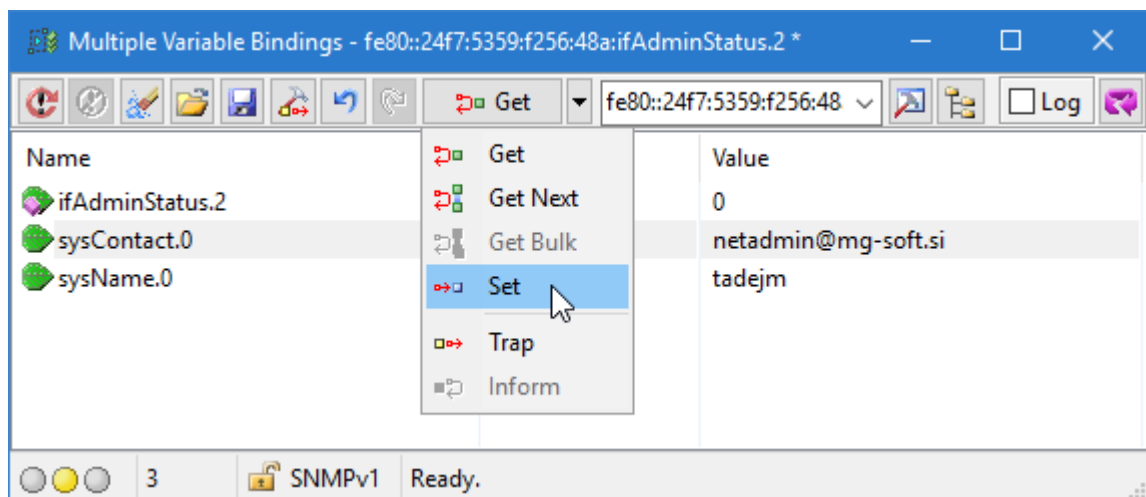 Multiple Variable Bindings - fe80::24f7:5359:f256:48a:ifAdminStatus.2 *
Get fe80::24f7:5359:f256:48 Log
Name Value
ifAdminStatus.2 0
sysContact.0 netadmin@mg-soft.si
sysName.0 tadejm
Get
Get Next
Get Bulk
Set
Trap
Inform
3 SNMPv1 Ready.